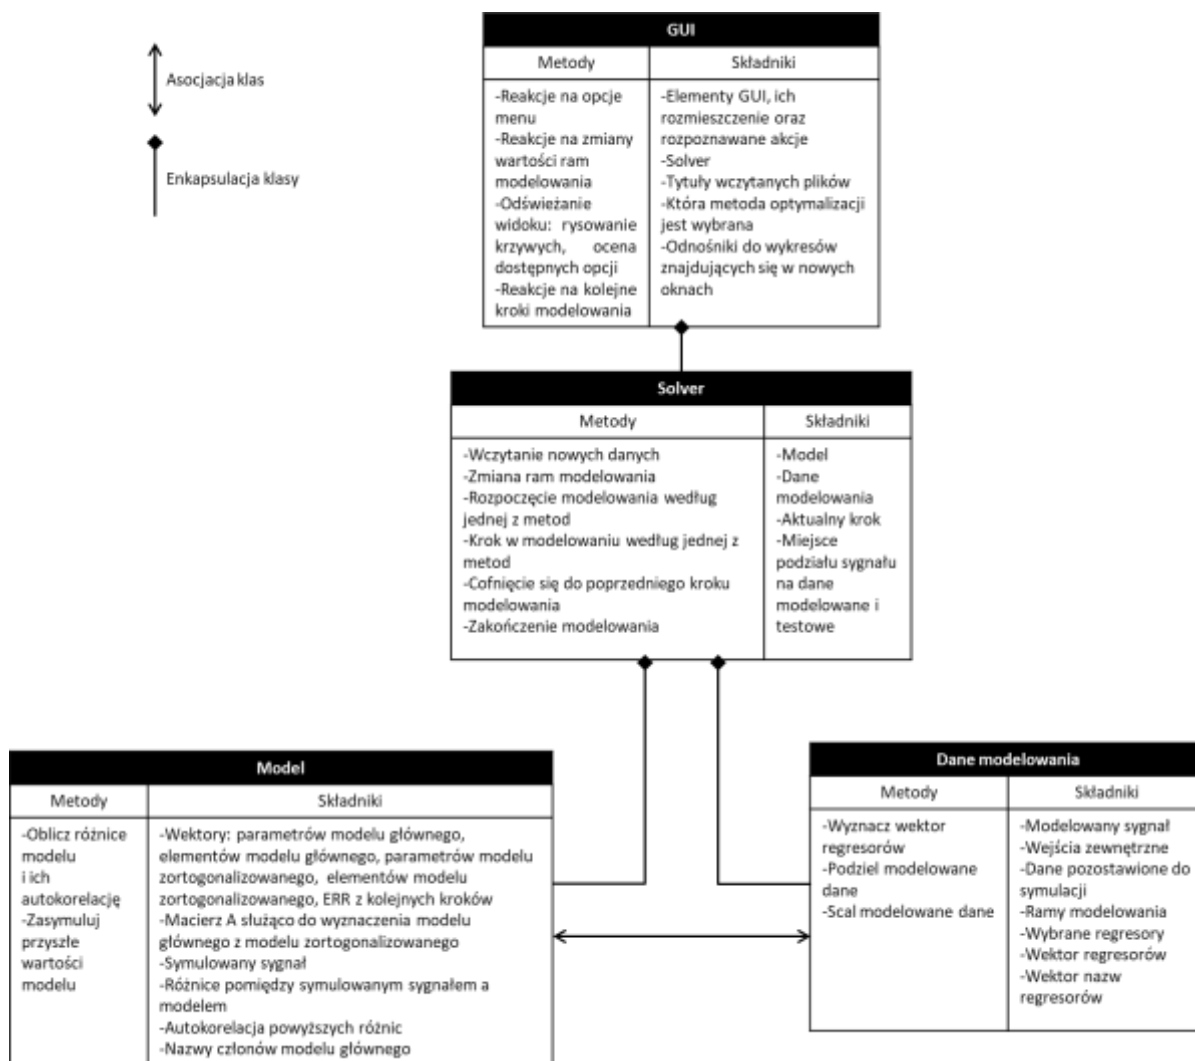 Asocjacja klas
Enkapsulacja klasy
GUI
Metody
-Reakcje na opcje
menu
-Reakcje na zmiany
wartości ram
modelowania
-Odświeżanie
widoku: rysowanie
krzywych, ocena
dostępnych opcji
-Reakcje na kolejne
kroki modelowania
Składniki
-Elementy GUI, ich
rozmieszczenie oraz
rozpoznawane akcje
-Solver
-Tytuły wczytanych plików
-Która metoda optymalizacji
jest wybrana
-Odnośniki do wykresów
znajdujących się w nowych
oknach
Solver
Metody
-Wczytanie nowych danych
-Zmiana ram modelowania
-Rozpoczęcie modelowania według
jednej z metod
-Krok w modelowaniu według jednej z
metod
-Cofnięcie się do poprzedniego kroku
modelowania
-Zakończenie modelowania
Składniki
-Model
-Dane
modelowania
-Aktualny krok
-Miejsce
podziału sygnału
na dane
modelowane i
testowe
Model
Metody
-Oblicz różnice
modelu
i ich
autokorelację
-Zasymuluj
przyszłe
wartości
modelu
Składniki
-Wektory: parametrów modelu głównego,
elementów modelu głównego, parametrów modelu
zortogonalizowanego, elementów modelu
zortogonalizowanego, ERR z kolejnych kroków
-Macierz A służąco do wyznaczenia modelu
głównego z modelu zortogonalizowanego
-Symulowany sygnał
-Różnice pomiędzy symulowanym sygnałem a
modelem
-Autokorelacja powyższych różnic
-Nazwy członów modelu głównego
Dane modelowania
Metody
-Wyznacz wektor
regresorów
-Podziel modelowane
dane
-Scal modelowane dane
Składniki
-Modelowany sygnał
-Wejścia zewnętrzne
-Dane pozostawione do
symulacji
-Ramy modelowania
-Wybrane regresory
-Wektor regresorów
-Wektor nazw
regresorów